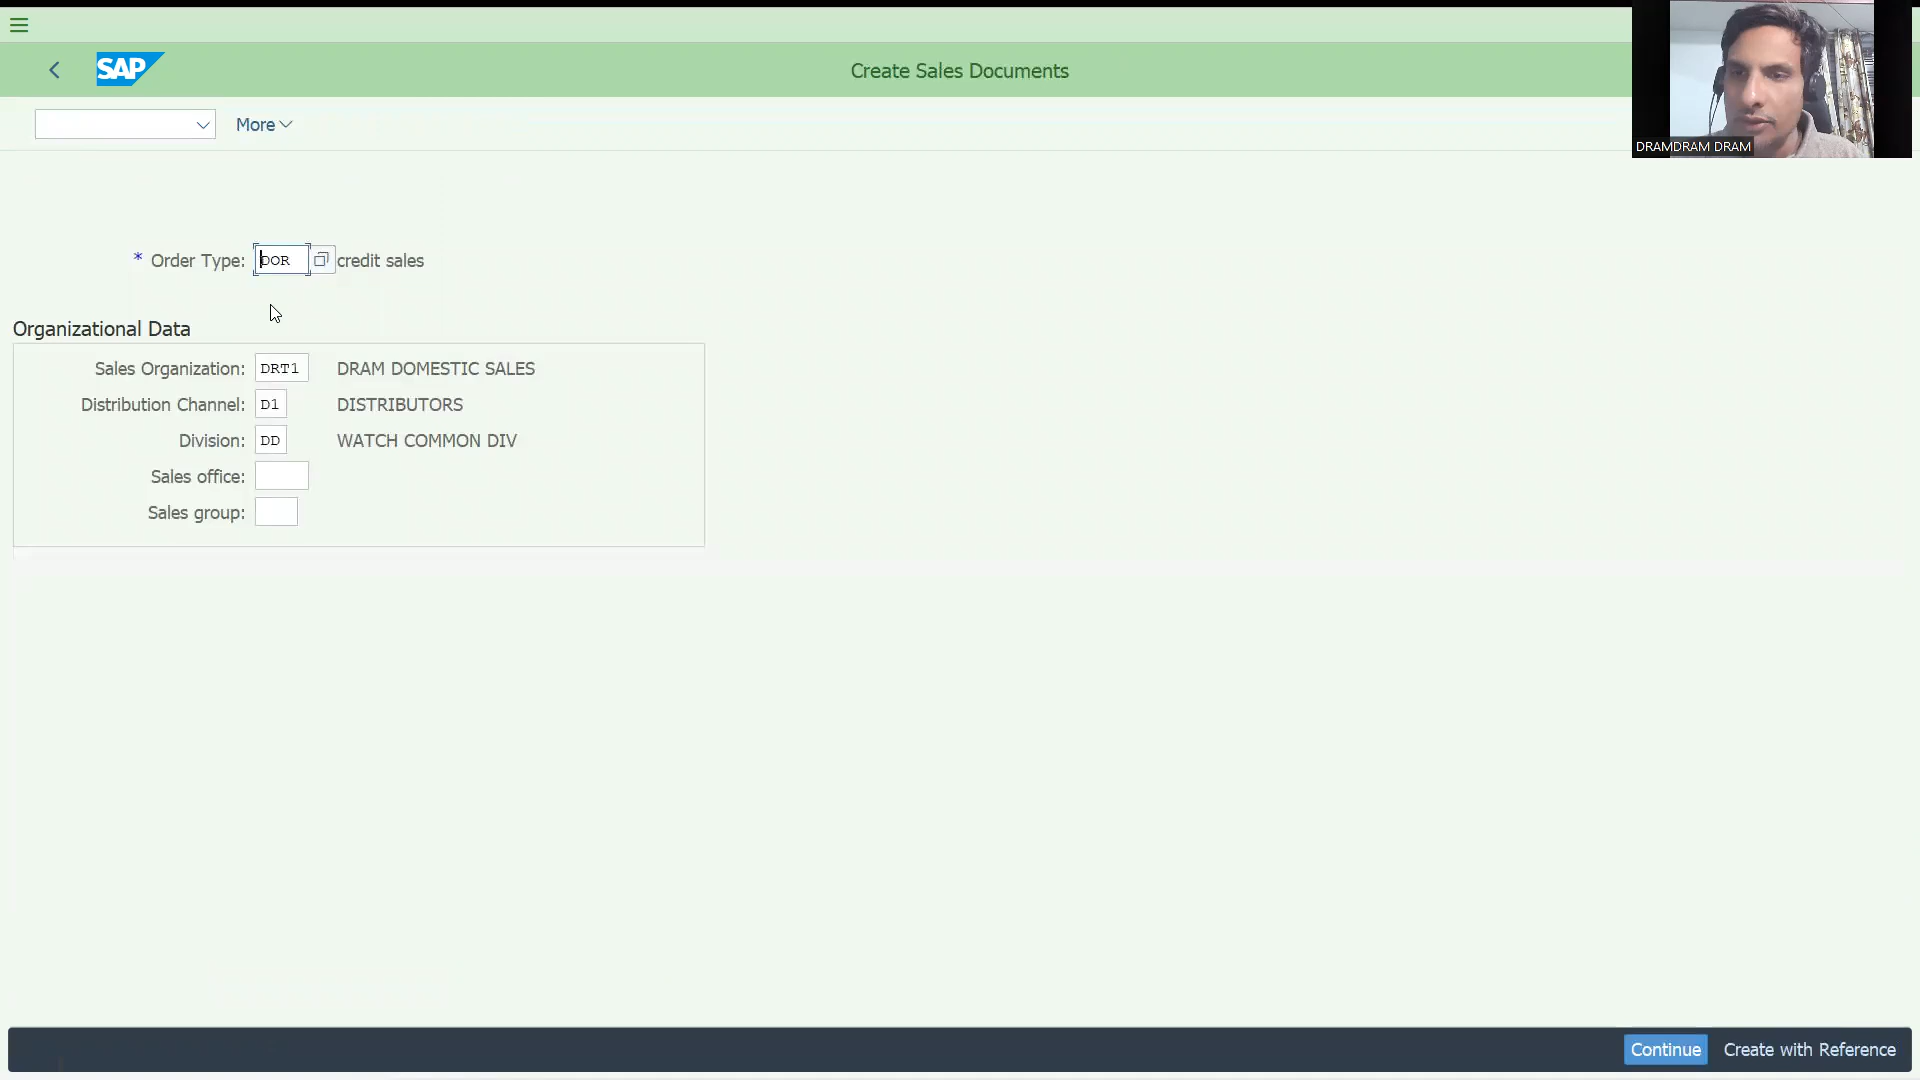 SAP
Create Sales Documents
More
DRAMDRAM DRAM
* Order Type: DOR credit sales
Organizational Data
Sales Organization: DRT1 DRAM DOMESTIC SALES
Distribution Channel: D1 DISTRIBUTORS
Division: DD WATCH COMMON DIV
Sales office:
Sales group:
Continue Create with Reference